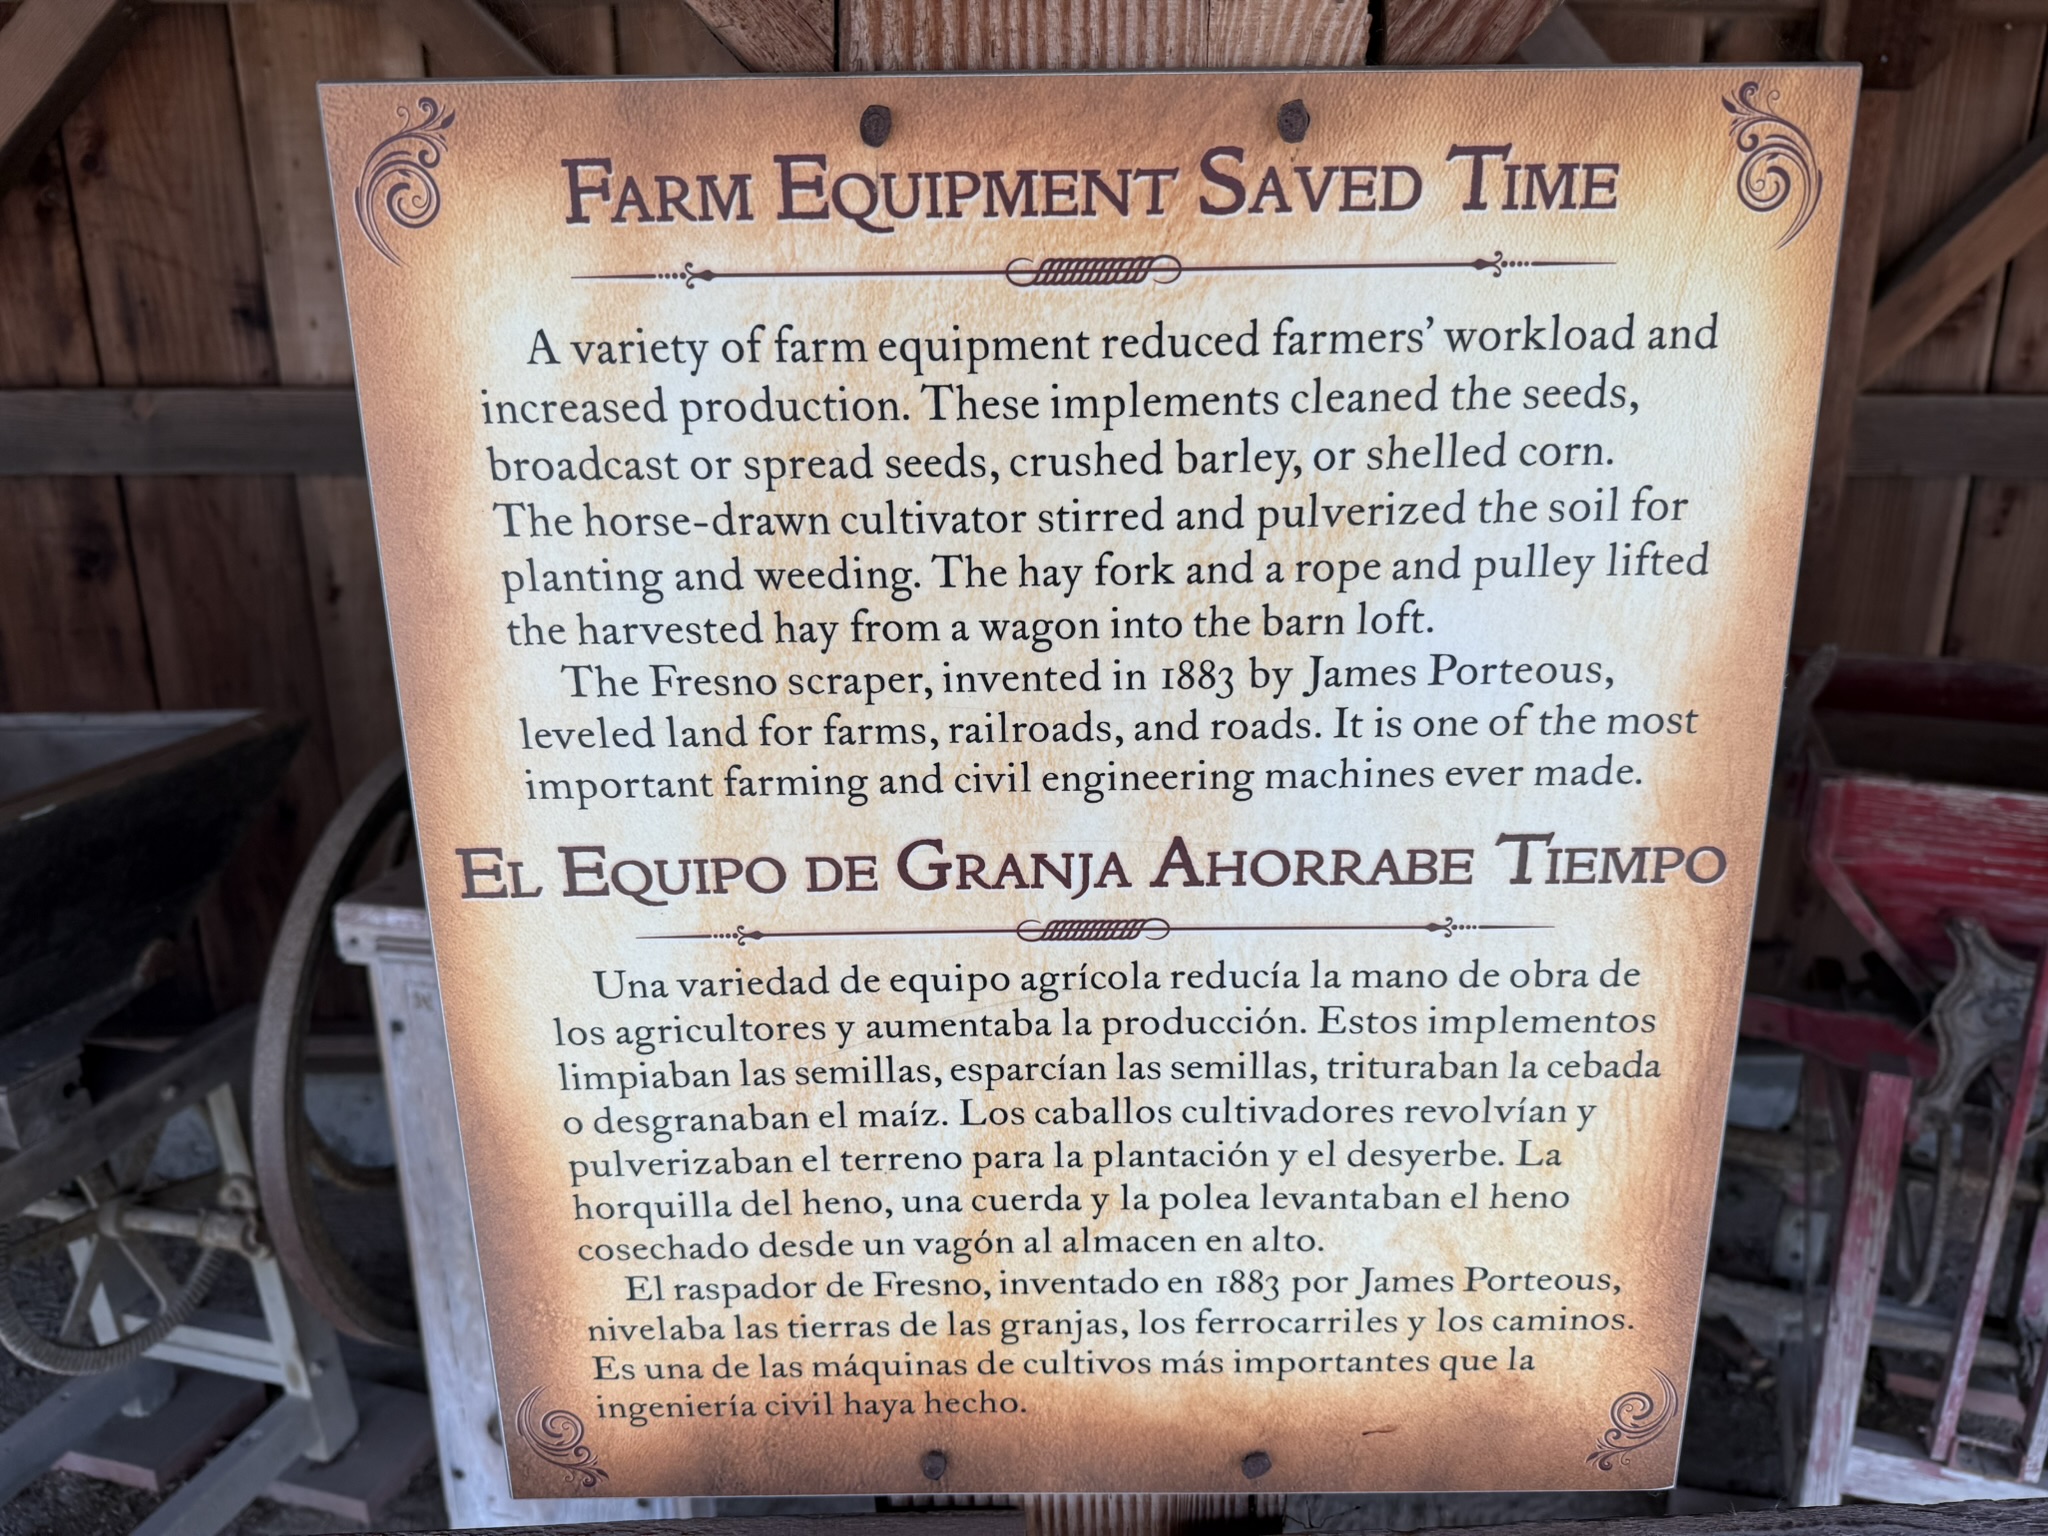 Farm Equipment Saved Time
A variety of farm equipment reduced farmers’ workload and
increased production. These implements cleaned the seeds,
broadcast or spread seeds, crushed barley, or shelled corn.
The horse-drawn cultivator stirred and pulverized the soil for
planting and weeding. The hay fork and a rope and pulley lifted
the harvested hay from a wagon into the barn loft.
The Fresno scraper, invented in 1883 by James Porteous,
leveled land for farms, railroads, and roads. It is one of the most
important farming and civil engineering machines ever made.
El Equipo de Granja Ahorrabe Tiempo
Una variedad de equipo agrícola reducía la mano de obra de
los agricultores y aumentaba la producción. Estos implementos
limpiaban las semillas, esparcían las semillas, trituraban la cebada
o desgranaban el maíz. Los caballos cultivadores revolvían y
pulverizaban el terreno para la plantación y el desyerbe. La
horquilla del heno, una cuerda y la polea levantaban el heno
cosechado desde un vagón al almacen en alto.
El raspador de Fresno, inventado en 1883 por James Porteous,
nivelaba las tierras de las granjas, los ferrocarriles y los caminos.
Es una de las máquinas de cultivos más importantes que la
ingeniería civil haya hecho.